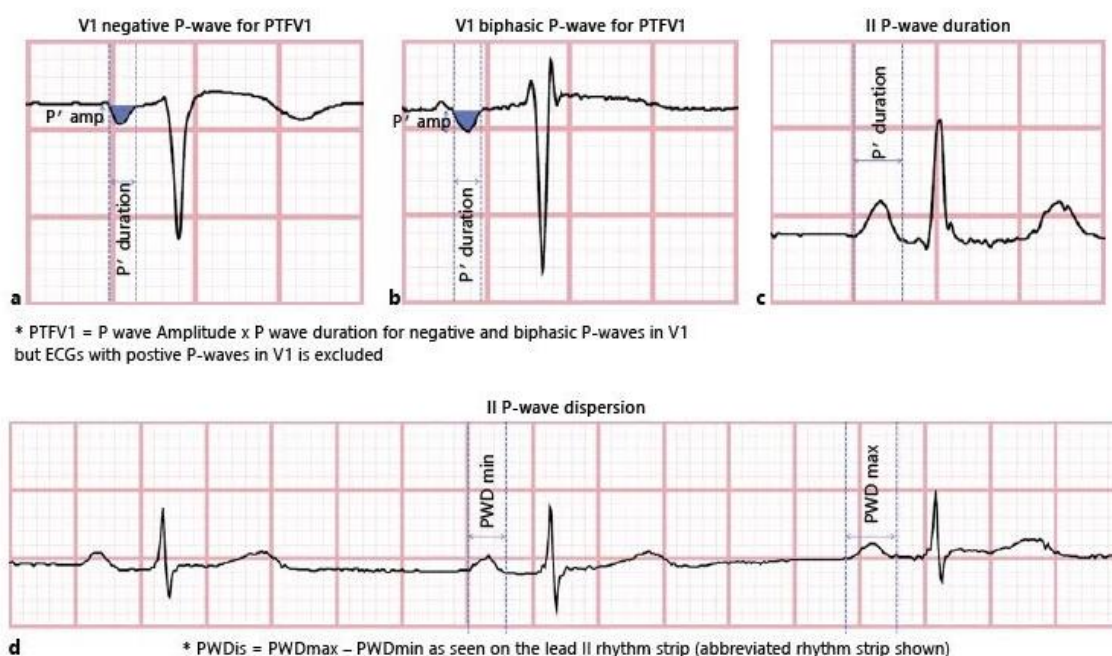 V1 negative P-wave for PTFV1
V1 biphasic P-wave for PTFV1
II P-wave duration
P’ amp
P’ duration
a
P’ amp
P’ duration
b
P’ duration
c
* PTFV1 = P wave Amplitude x P wave duration for negative and biphasic P-waves in V1
but ECGs with postive P-waves in V1 is excluded
II P-wave dispersion
PWD min
PWD max
d
* PWDis = PWDmax – PWDmin as seen on the lead II rhythm strip (abbreviated rhythm strip shown)